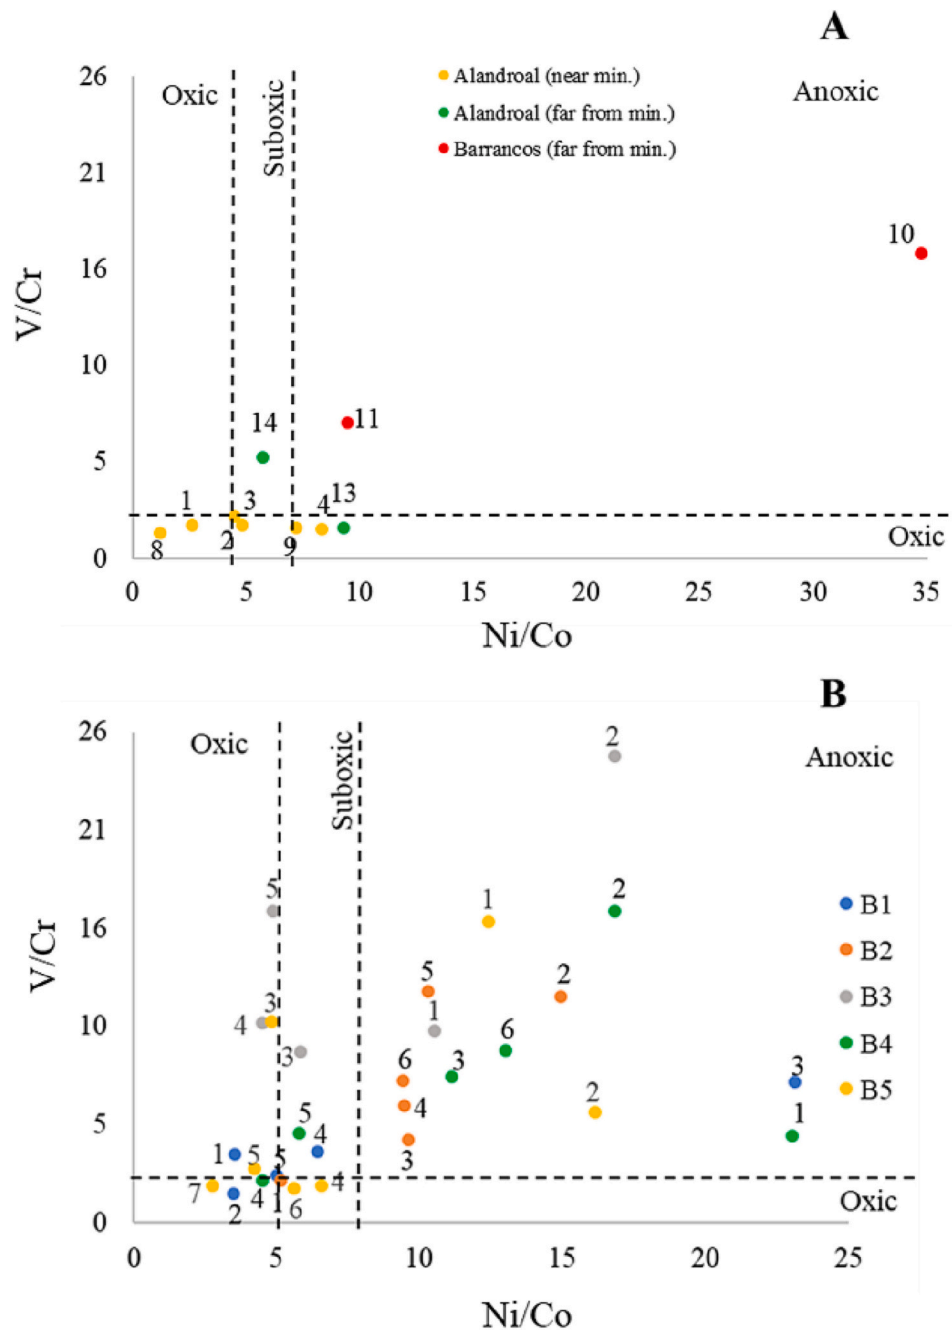 A
26
Oxic
Suboxic
Alandroal (near min.)
Alandroal (far from min.)
Barrancos (far from min.)
Anoxic
21
V/Cr
16
10
10
14
11
5
1
3
4
13
8
2
9
Oxic
0
0
5
10
15
20
25
30
35
Ni/Co
B
26
Oxic
Suboxic
2
Anoxic
21
V/Cr
16
5
1
2
B1
B2
B3
B4
B5
10
4
3
3
5
1
2
6
6
3
4
3
2
3
1
5
1
5
5
5
4
7
2
4
1
6
4
Oxic
0
0
5
10
15
20
25
Ni/Co